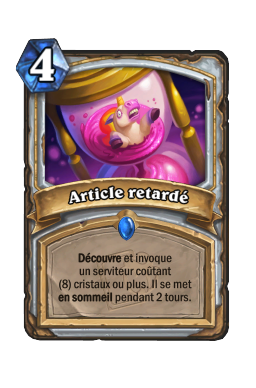 4
Article retardé
Découvre et invoque
un serviteur coûtant
(8) cristaux ou plus. Il se met
en sommeil pendant 2 tours.